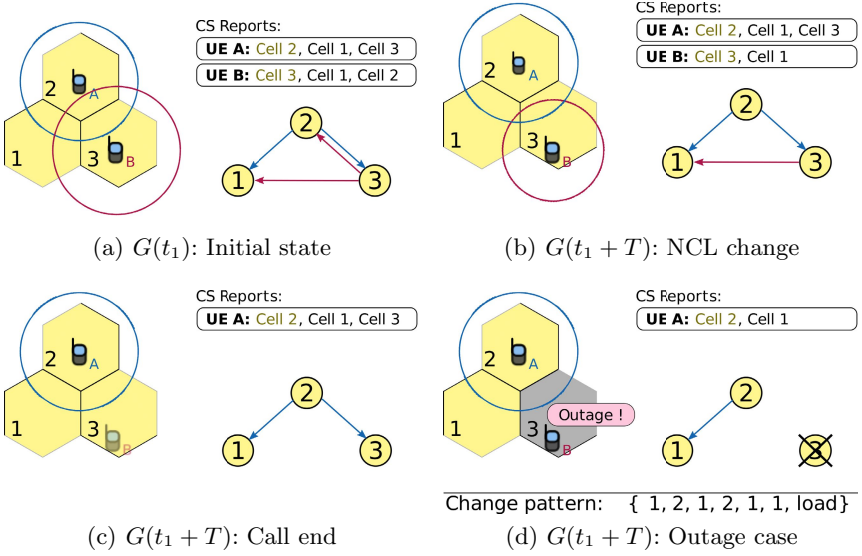 CS Reports:
UE A: Cell 2, Cell 1, Cell 3
UE B: Cell 3, Cell 1, Cell 2
2
A
1
3
B
2
1
3
(a) G(t₁): Initial state
CS Reports:
UE A: Cell 2, Cell 1, Cell 3
UE B: Cell 3, Cell 1
2
A
1
3
B
2
1
3
(b) G(t₁ + T): NCL change
CS Reports:
UE A: Cell 2, Cell 1, Cell 3
2
A
1
3
B
2
1
3
(c) G(t₁ + T): Call end
CS Reports:
UE A: Cell 2, Cell 1
2
A
1
3
Outage !
B
2
1
3
Change pattern: { 1, 2, 1, 2, 1, 1, load}
(d) G(t₁ + T): Outage case